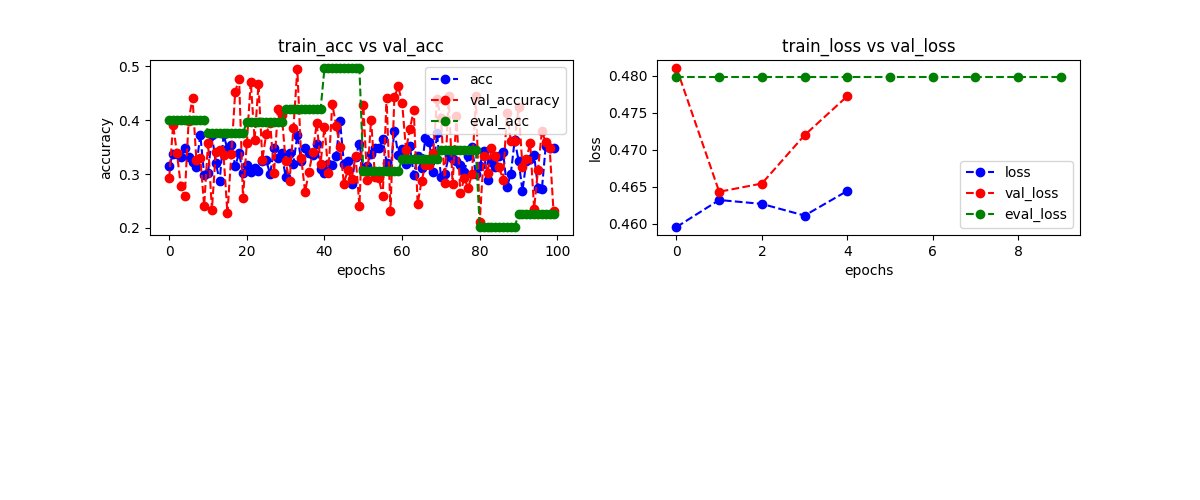 train_acc vs val_acc
accuracy
0.5
0.4
0.3
0.2
0
20
40
60
80
100
epochs
acc
val_accuracy
eval_acc
train_loss vs val_loss
loss
0.480
0.475
0.470
0.465
0.460
0
2
4
6
8
epochs
loss
val_loss
eval_loss